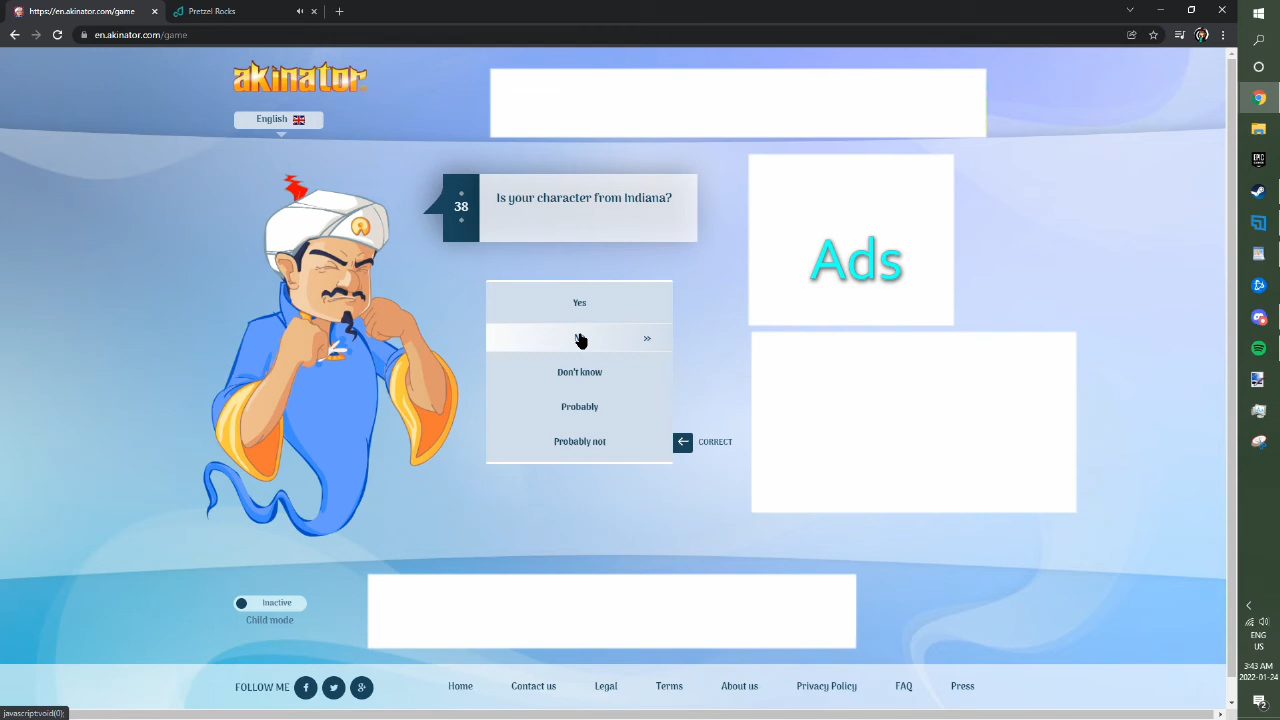 https://en.akinator.com/game
Pretzel Rocks
en.akinator.com/game
akinator
English
38
Is your character from Indiana?
Yes
Don't know
Probably
Probably not
CORRECT
Ads
Inactive
Child mode
FOLLOW ME
Home
Contact us
Legal
Terms
About us
Privacy Policy
FAQ
Press
javascript:void(0);
ENG
US
3:43 AM
2022-01-24